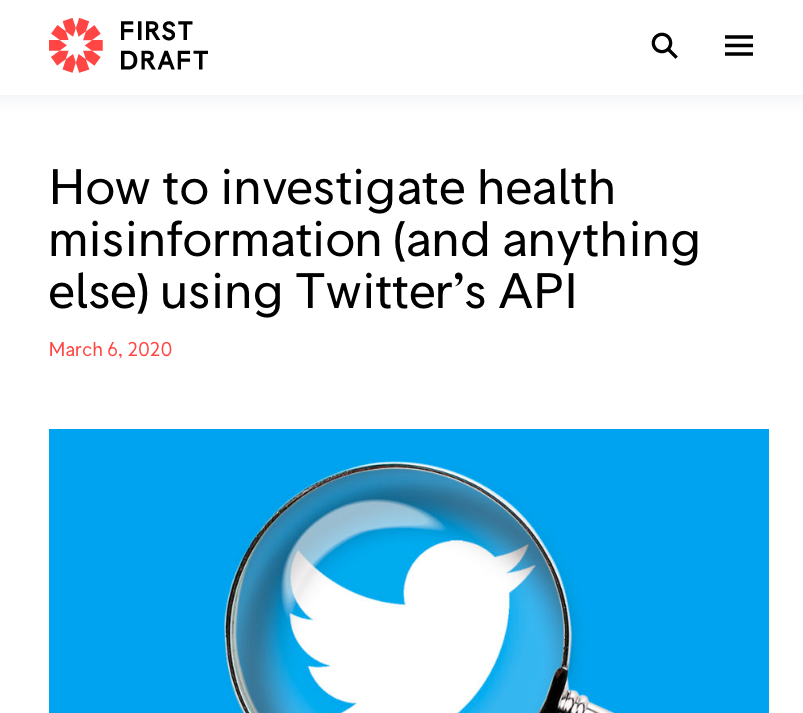 FIRST
DRAFT
How to investigate health
misinformation (and anything
else) using Twitter’s API
March 6, 2020